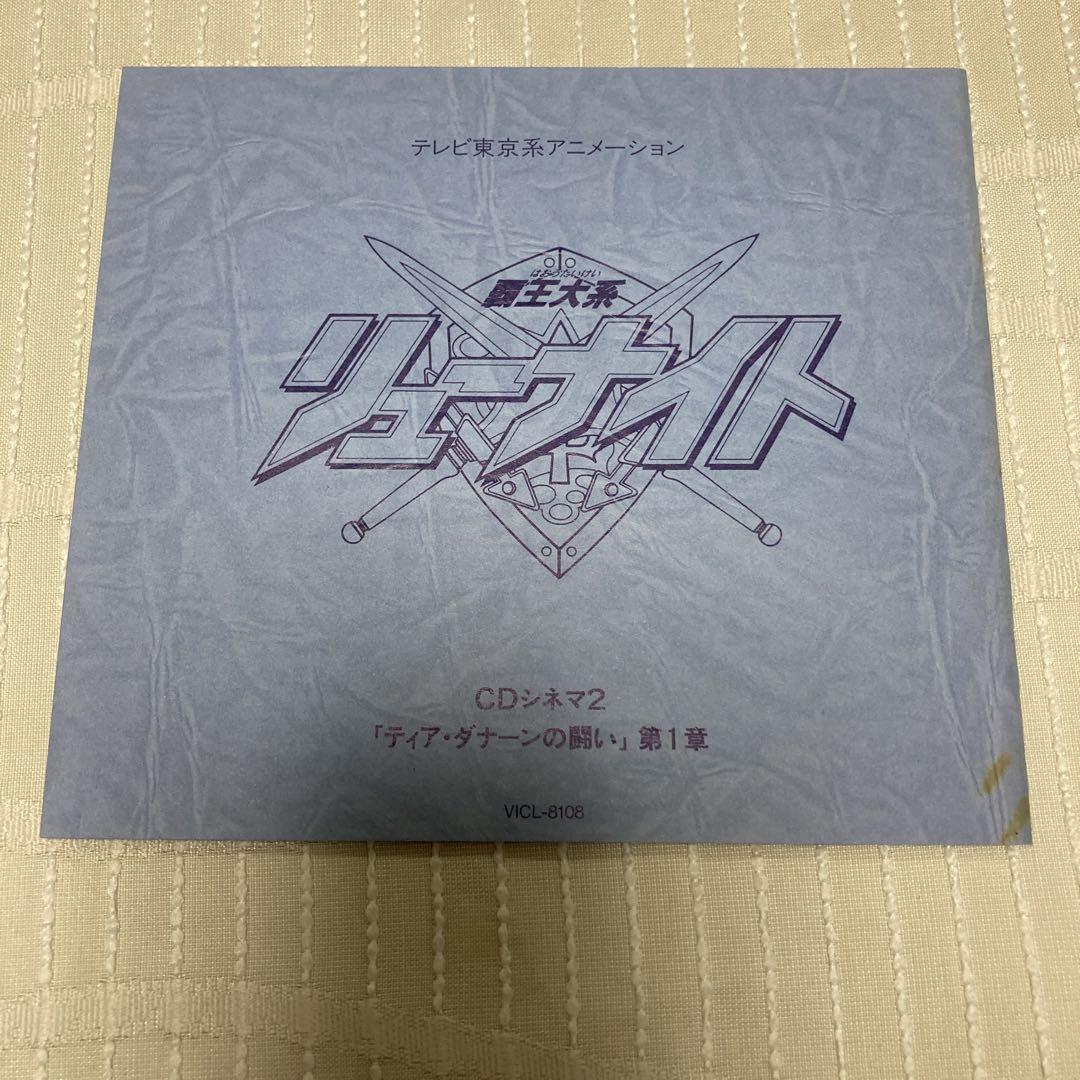 テレビ東京系アニメーション
はおうたいけい
覇王大系
リューナイト
CDシネマ2
「ティア・ダナーンの闘い」第1章
VICL-8108